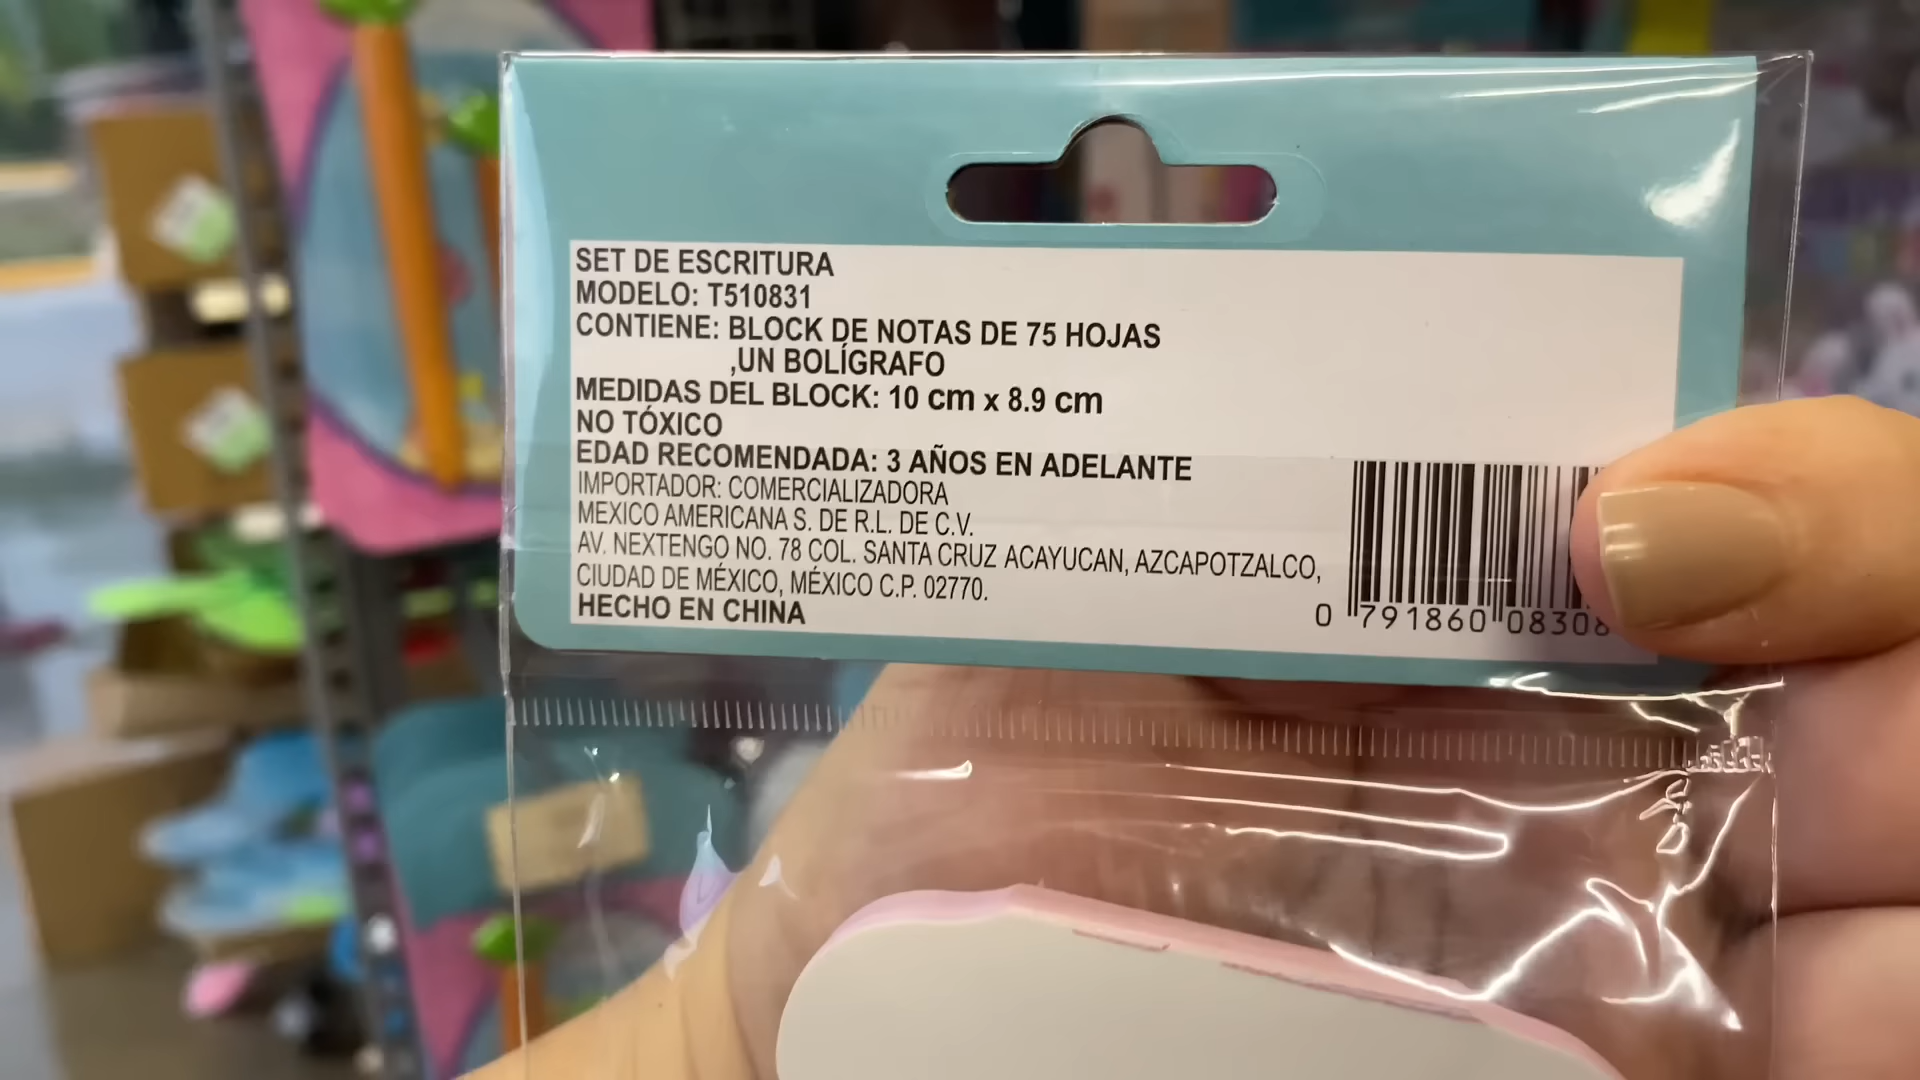 SET DE ESCRITURA
MODELO: T510831
CONTIENE: BLOCK DE NOTAS DE 75 HOJAS
,UN BOLÍGRAFO
MEDIDAS DEL BLOCK: 10 cm x 8.9 cm
NO TÓXICO
EDAD RECOMENDADA: 3 AÑOS EN ADELANTE
IMPORTADOR: COMERCIALIZADORA
MEXICO AMERICANA S. DE R.L. DE C.V.
AV. NEXTENGO NO. 78 COL. SANTA CRUZ ACAYUCAN, AZCAPOTZALCO,
CIUDAD DE MÉXICO, MÉXICO C.P. 02770.
HECHO EN CHINA
0 791860 08308